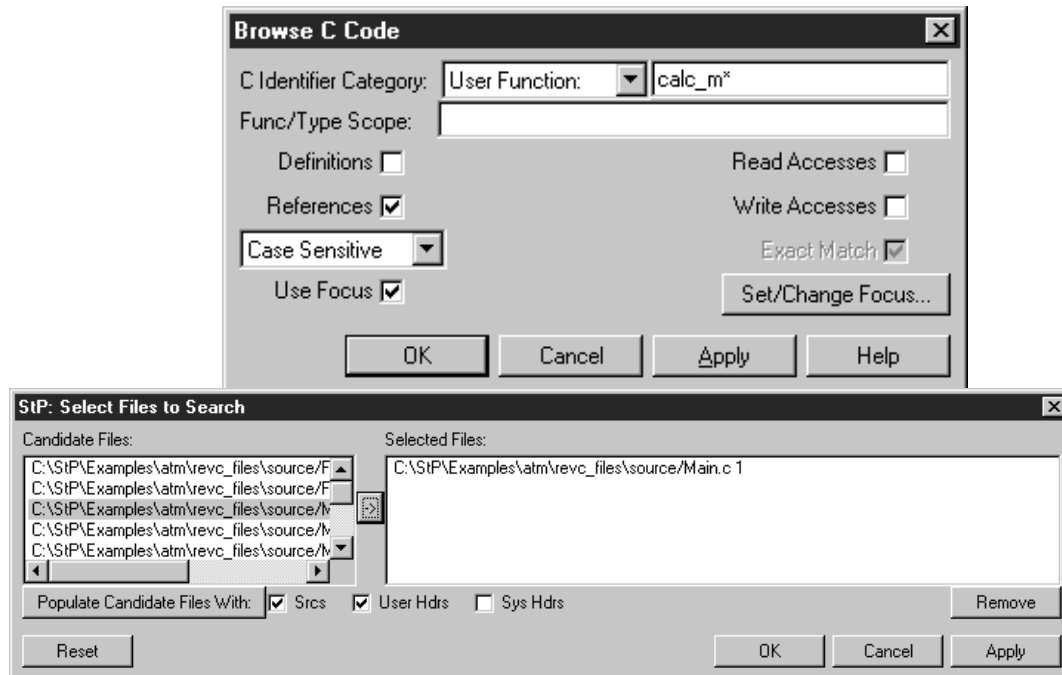 Browse C Code
C Identifier Category: User Function: calc_m*
Func/Type Scope:
Definitions Read Accesses
References Write Accesses
Case Sensitive Exact Match
Use Focus Set/Change Focus...
OK Cancel Apply Help
StP: Select Files to Search
Candidate Files: Selected Files:
C:\StP\Examples\atm\revc_files\source/F C:\StP\Examples\atm\revc_files\source/Main.c 1
C:\StP\Examples\atm\revc_files\source/F
C:\StP\Examples\atm\revc_files\source/M
C:\StP\Examples\atm\revc_files\source/M
C:\StP\Examples\atm\revc_files\source/M
->
Populate Candidate Files With: Srcs User Hdrs Sys Hdrs Remove
Reset OK Cancel Apply